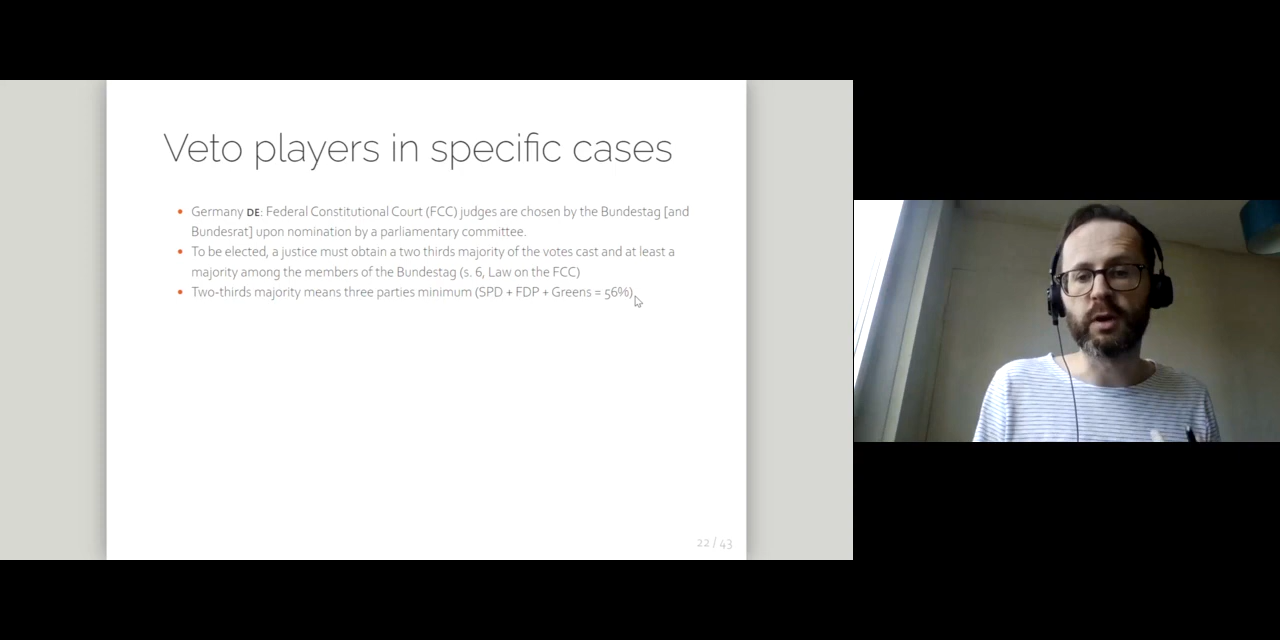 Veto players in specific cases
• Germany DE: Federal Constitutional Court (FCC) judges are chosen by the Bundestag [and
Bundesrat] upon nomination by a parliamentary committee.
• To be elected, a justice must obtain a two thirds majority of the votes cast and at least a
majority among the members of the Bundestag (s. 6, Law on the FCC)
• Two-thirds majority means three parties minimum (SPD + FDP + Greens = 56%)
22 / 43